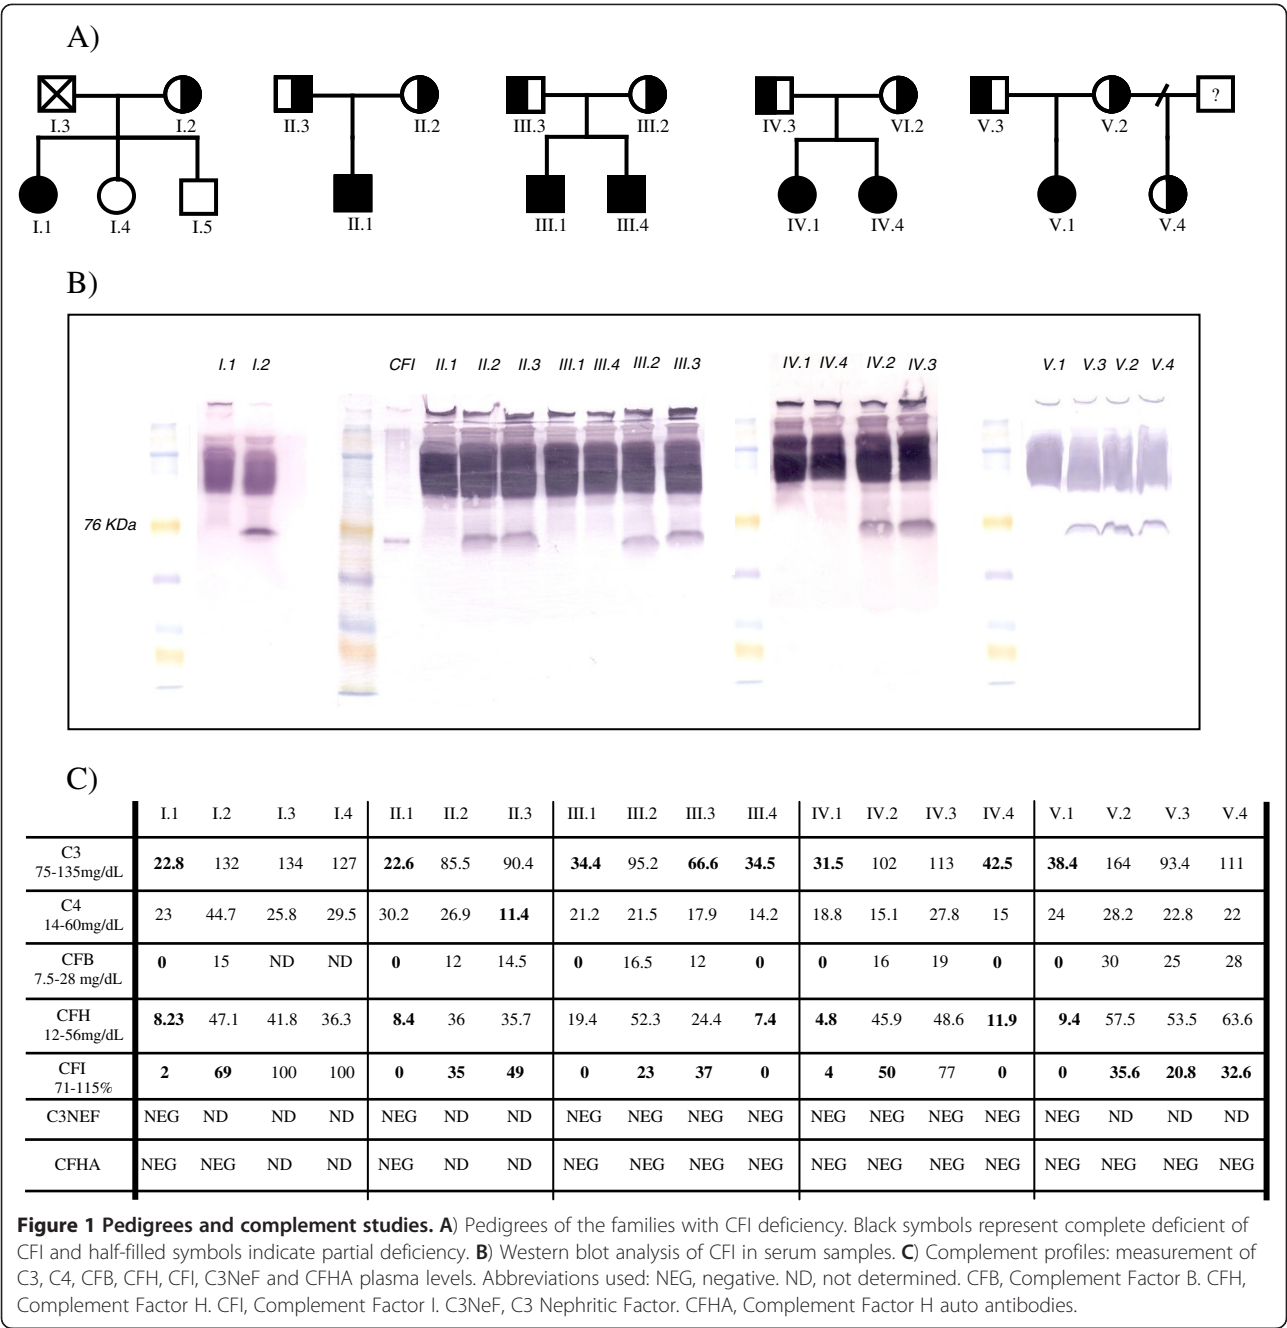 A)
I.3 I.2 II.3 II.2 III.3 III.2 IV.3 VI.2 V.3 V.2 ?
I.1 I.4 I.5 II.1 III.1 III.4 IV.1 IV.4 V.1 V.4
B)
I.1 I.2 CFI II.1 II.2 II.3 III.1 III.4 III.2 III.3 IV.1 IV.4 IV.2 IV.3 V.1 V.3 V.2 V.4
76 KDa
C)
I.1 I.2 I.3 I.4 II.1 II.2 II.3 III.1 III.2 III.3 III.4 IV.1 IV.2 IV.3 IV.4 V.1 V.2 V.3 V.4
C3
75-135mg/dL 22.8 132 134 127 22.6 85.5 90.4 34.4 95.2 66.6 34.5 31.5 102 113 42.5 38.4 164 93.4 111
C4
14-60mg/dL 23 44.7 25.8 29.5 30.2 26.9 11.4 21.2 21.5 17.9 14.2 18.8 15.1 27.8 15 24 28.2 22.8 22
CFB
7.5-28 mg/dL 0 15 ND ND 0 12 14.5 0 16.5 12 0 0 16 19 0 0 30 25 28
CFH
12-56mg/dL 8.23 47.1 41.8 36.3 8.4 36 35.7 19.4 52.3 24.4 7.4 4.8 45.9 48.6 11.9 9.4 57.5 53.5 63.6
CFI
71-115% 2 69 100 100 0 35 49 0 23 37 0 4 50 77 0 0 35.6 20.8 32.6
C3NEF NEG ND ND ND NEG ND ND NEG NEG NEG NEG NEG NEG NEG NEG NEG ND ND ND
CFHA NEG NEG ND ND NEG ND ND NEG NEG NEG NEG NEG NEG NEG NEG NEG NEG NEG NEG
Figure 1 Pedigrees and complement studies. A) Pedigrees of the families with CFI deficiency. Black symbols represent complete deficient of
CFI and half-filled symbols indicate partial deficiency. B) Western blot analysis of CFI in serum samples. C) Complement profiles: measurement of
C3, C4, CFB, CFH, CFI, C3NeF and CFHA plasma levels. Abbreviations used: NEG, negative. ND, not determined. CFB, Complement Factor B. CFH,
Complement Factor H. CFI, Complement Factor I. C3NeF, C3 Nephritic Factor. CFHA, Complement Factor H auto antibodies.